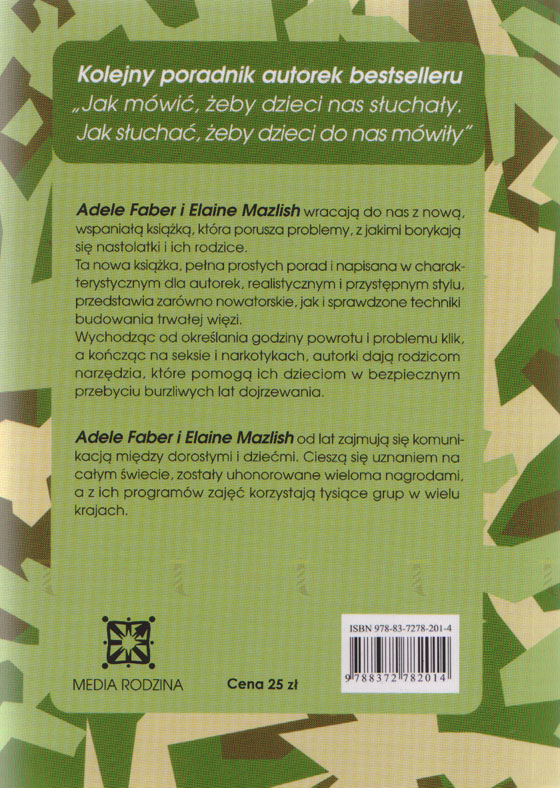 Kolejny poradnik autorek bestselleru
„Jak mówić, żeby dzieci nas słuchały.
Jak słuchać, żeby dzieci do nas mówiły”
Adele Faber i Elaine Mazlish wracają do nas z nową,
wspaniałą książką, która porusza problemy, z jakimi borykają
się nastolatki i ich rodzice.
Ta nowa książka, pełna prostych porad i napisana w charak-
terystycznym dla autorek, realistycznym i przystępnym stylu,
przedstawia zarówno nowatorskie, jak i sprawdzone techniki
budowania trwałej więzi.
Wychodząc od określania godziny powrotu i problemu klik,
a kończąc na seksie i narkotykach, autorki dają rodzicom
narzędzia, które pomogą ich dzieciom w bezpiecznym
przebyciu burzliwych lat dojrzewania.
Adele Faber i Elaine Mazlish od lat zajmują się komuni-
kacją między dorosłymi i dziećmi. Cieszą się uznaniem na
całym świecie, zostały uhonorowane wieloma nagrodami,
a z ich programów zajęć korzystają tysiące grup w wielu
krajach.
ISBN 978-83-7278-201-4
9 788372 782014
MEDIA RODZINA
Cena 25 zł